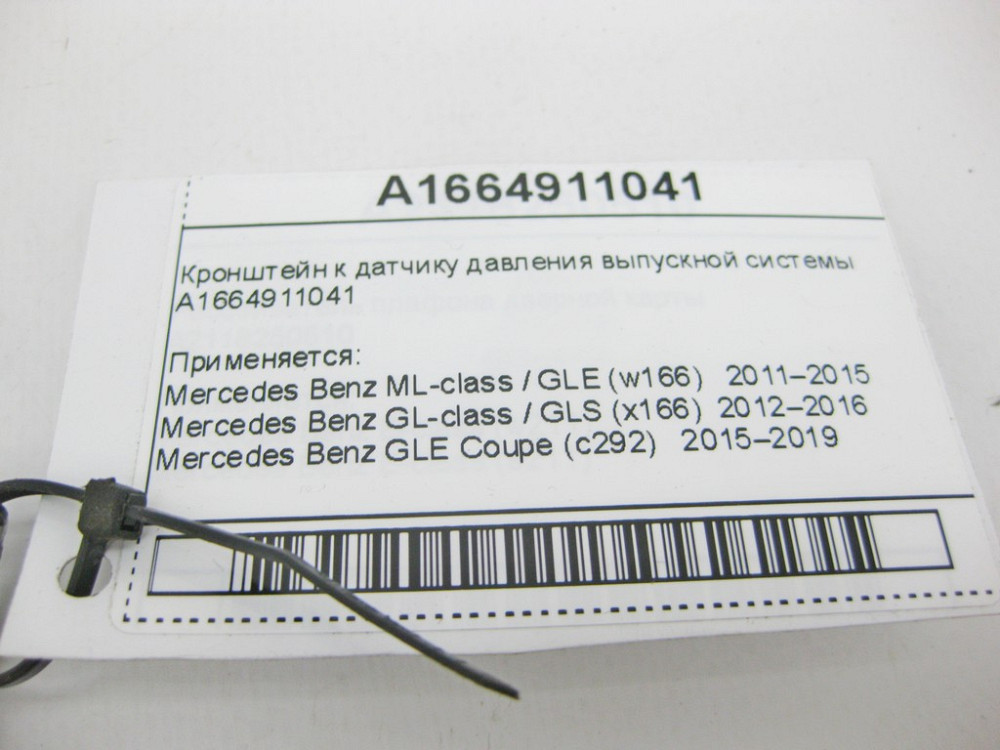 A1664911041
Кронштейн к датчику давления выпускной системы
A1664911041
Применяется:
Mercedes Benz ML-class / GLE (w166) 2011–2015
Mercedes Benz GL-class / GLS (x166) 2012–2016
Mercedes Benz GLE Coupe (c292) 2015–2019